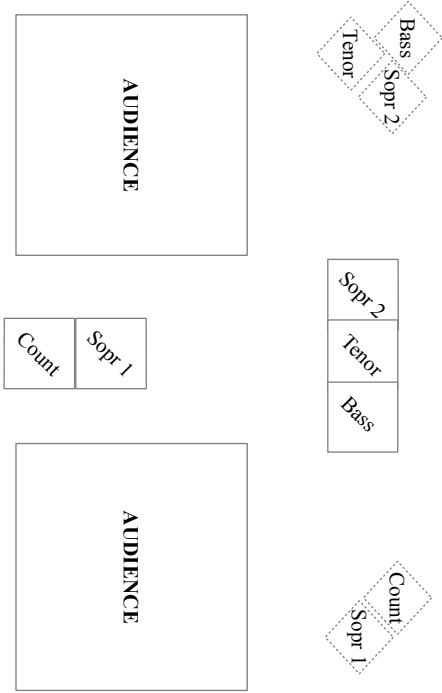 Bass
Tenor
Sopr 2
AUDIENCE
Sopr 2
Tenor
Bass
Count
Sopr 1
AUDIENCE
Count
Sopr 1